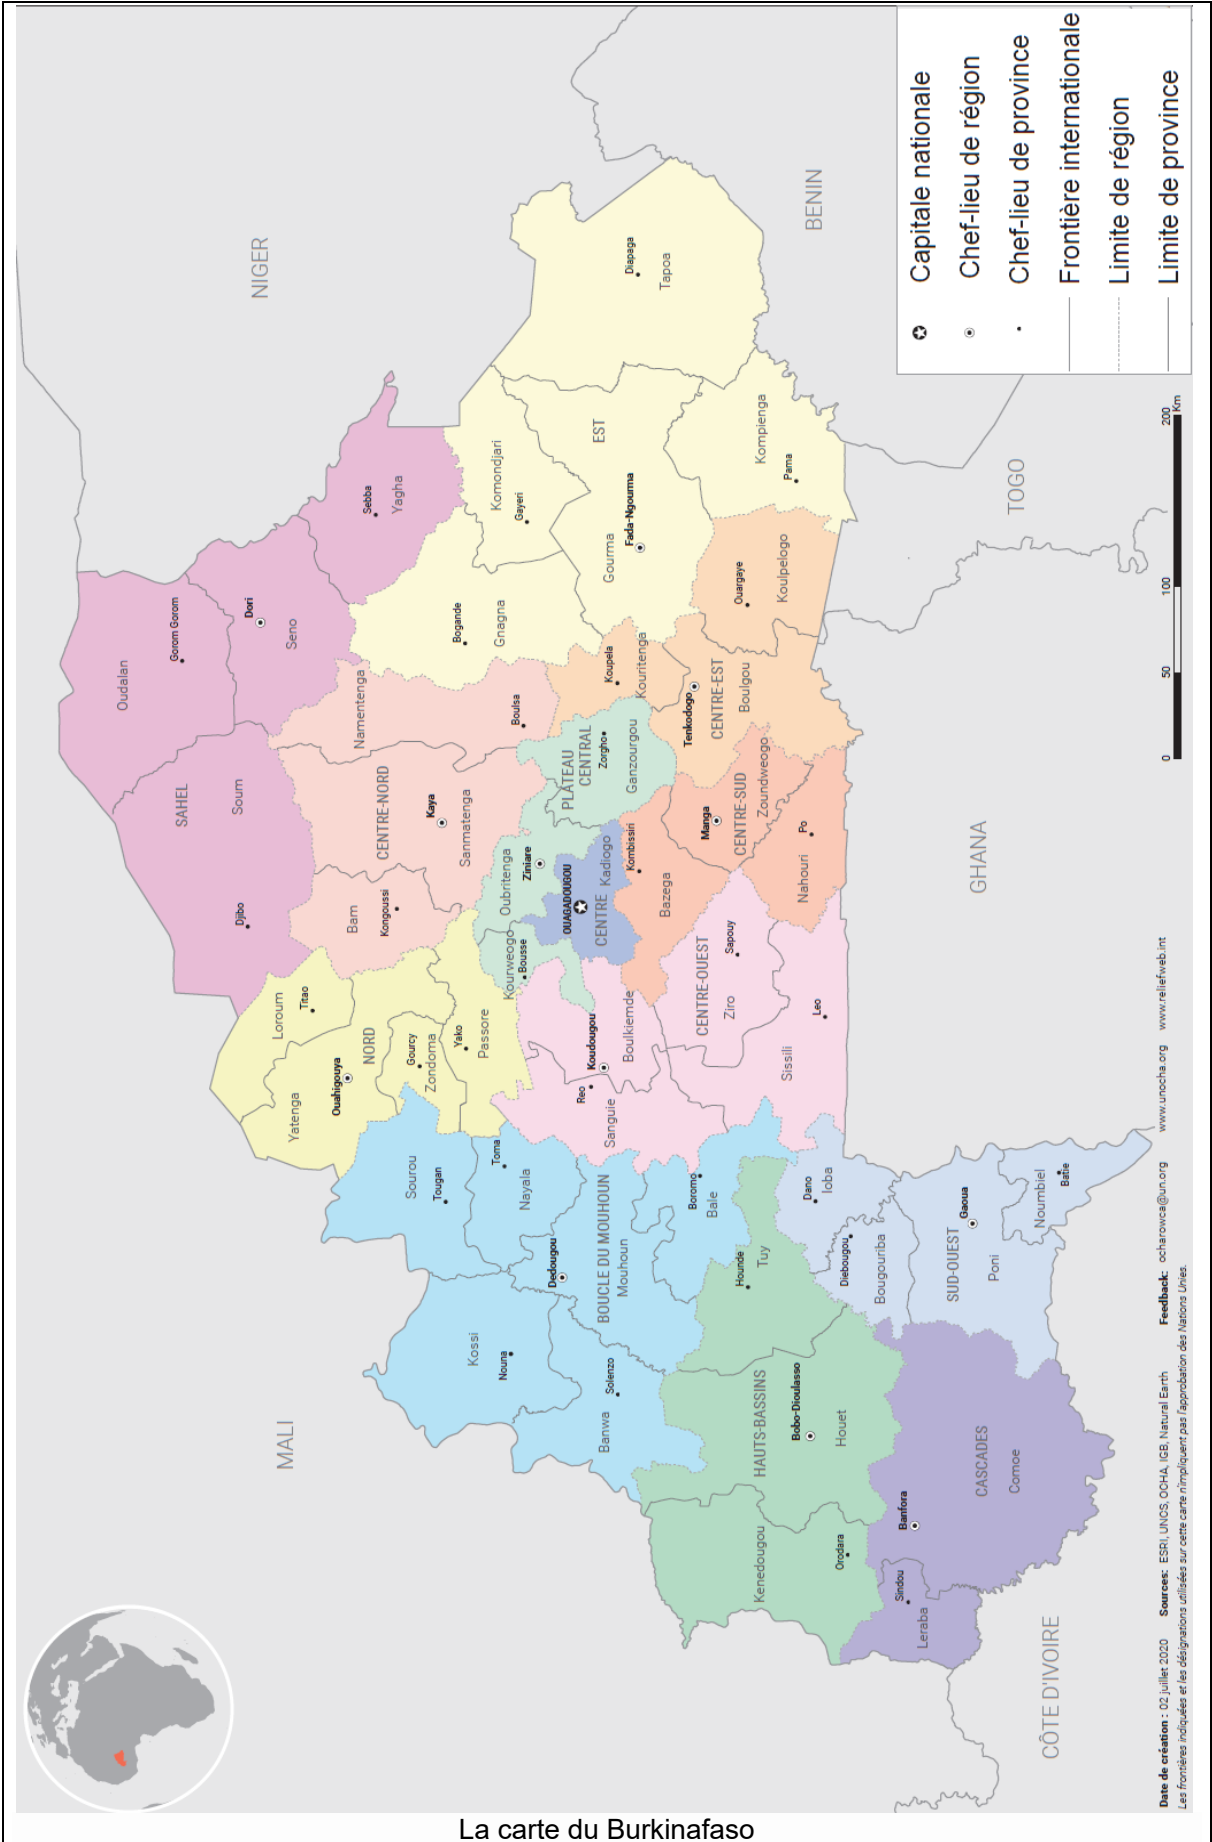 NIGER
BENIN
TOGO
GHANA
CÔTE D'IVOIRE
MALI
SAHEL
Oudalan
Gorom Gorom
Soum
Djibo
Seno
Dori
Yagha
Sebba
NORD
Loroum
Titao
Yatenga
Ouahigouya
Zondoma
Gourcy
Passore
Yako
CENTRE-NORD
Bam
Kongoussi
Sanmatenga
Kaya
Namentenga
Boulsa
EST
Gnagna
Bogande
Komondjari
Gayeri
Gourma
Fada-Ngourma
Tapoa
Diapaga
Kompienga
Pama
CENTRE-EST
Kouritenga
Koupela
Boulgou
Tenkodogo
Koulpelogo
Ouargaye
PLATEAU
CENTRAL
Oubritenga
Ziniare
Kourweogo
Bousse
Ganzourgou
Zorgho
CENTRE
Kadiogo
OUAGADOUGOU
CENTRE-SUD
Bazega
Kombissiri
Zoundweogo
Manga
Nahouri
Po
CENTRE-OUEST
Boulkiemde
Koudougou
Sanguie
Reo
Ziro
Sapouy
Sissili
Leo
BOUCLE DU MOUHOUN
Sourou
Tougan
Nayala
Toma
Kossi
Nouna
Mouhoun
Dedougou
Banwa
Solenzo
Bale
Boromo
HAUTS-BASSINS
Tuy
Hounde
Houet
Bobo-Dioulasso
Kenedougou
Orodara
SUD-OUEST
Ioba
Dano
Bougouriba
Diebougou
Poni
Gaoua
Noumbiel
Batie
CASCADES
Comoe
Banfora
Leraba
Sindou
Capitale nationale
Chef-lieu de région
Chef-lieu de province
Frontière internationale
Limite de région
Limite de province
0 50 100 200
Km
Date de création : 02 juillet 2020 Sources: ESRI, UNCS, OCHA, IGB, Natural Earth Feedback: ocharowca@un.org www.unocha.org www.reliefweb.int
Les frontières indiquées et les désignations utilisées sur cette carte n'impliquent pas l'approbation des Nations Unies.
La carte du Burkinafaso